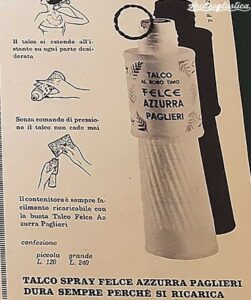 Il talco si estende all'i-
stante su ogni parte desi-
derata
Senza comando di pressio-
ne il talco non cade mai
Il contenitore è sempre fa-
cilmente ricaricabile con
la busta Talco Felce Az-
zurra Paglieri
confezione
piccola grande
L. 120 L. 240
TALCO
AL BORO TIMO
FELCE
AZZURRA
PAGLIERI
TALCO SPRAY FELCE AZZURRA PAGLIERI
DURA SEMPRE PERCHÈ SI RICARICA